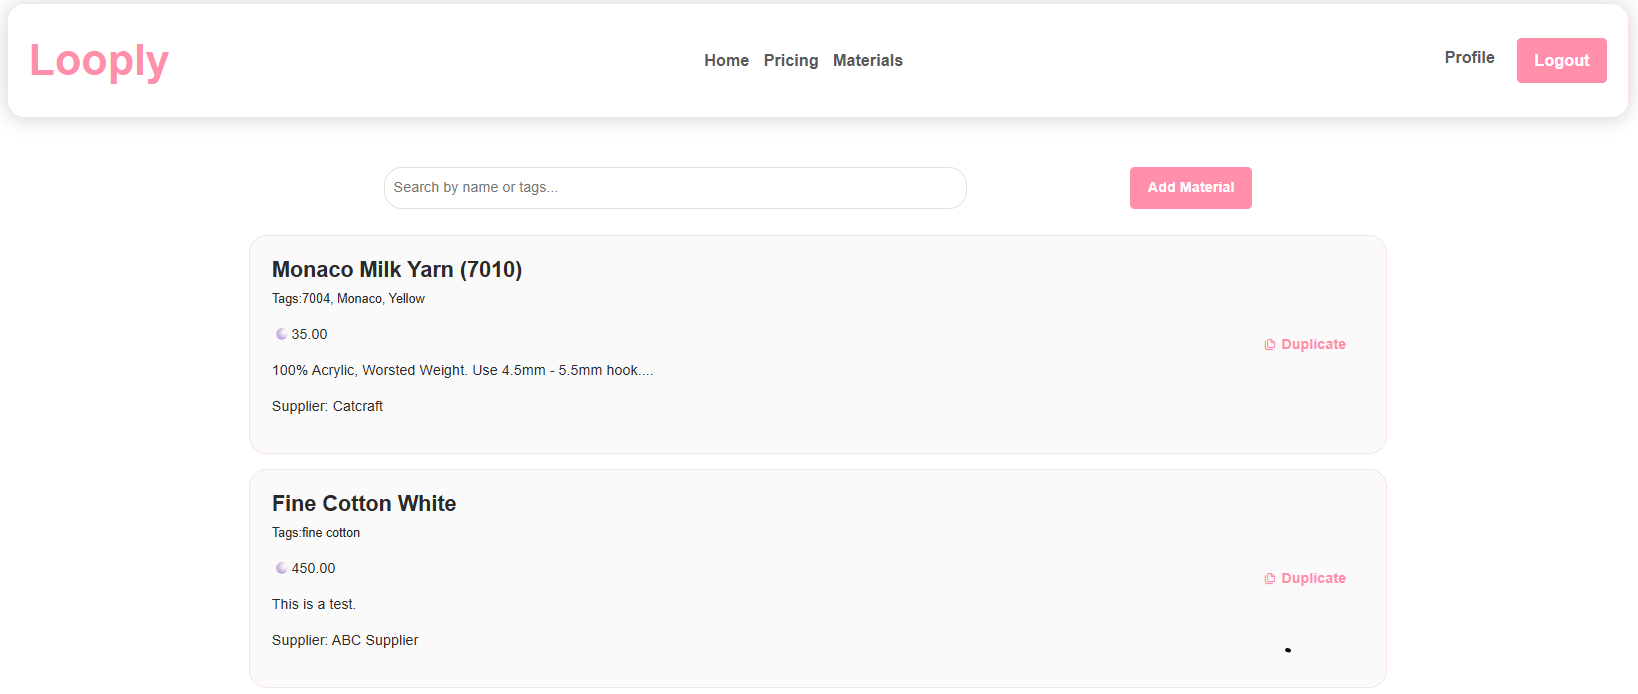 Looply
Home Pricing Materials
Profile
Logout
Search by name or tags...
Add Material
Monaco Milk Yarn (7010)
Tags:7004, Monaco, Yellow
35.00
Duplicate
100% Acrylic, Worsted Weight. Use 4.5mm - 5.5mm hook....
Supplier: Catcraft
Fine Cotton White
Tags:fine cotton
450.00
Duplicate
This is a test.
Supplier: ABC Supplier